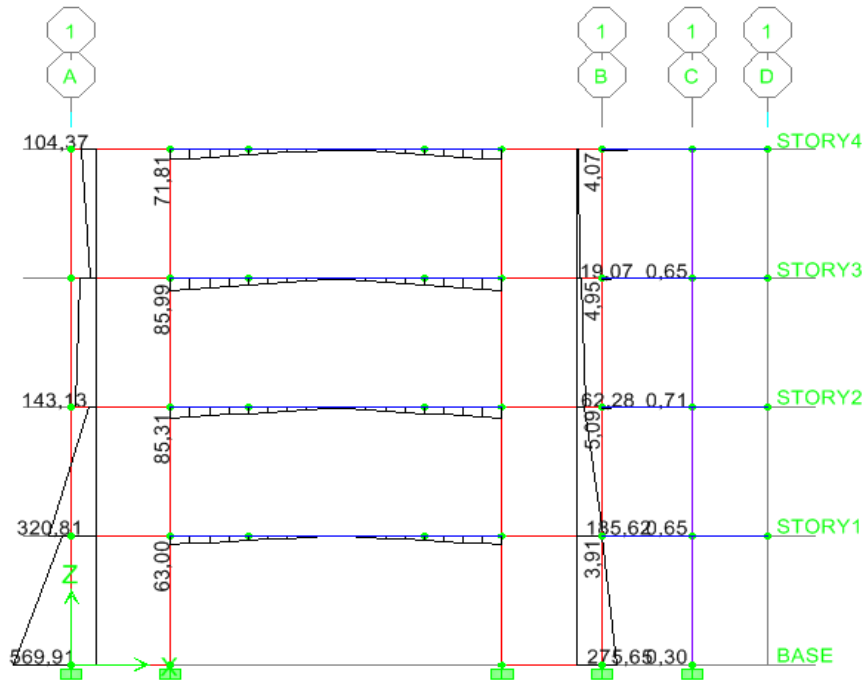 1 1 1 1
A B C D
104,37 71,81 4,07 STORY4
85,99 19,07 4,95 0,65 STORY3
143,13 85,31 62,28 5,09 0,71 STORY2
320,81 63,00 3,91 0,65 STORY1
Z
X
569,91 275,65 0,30 BASE